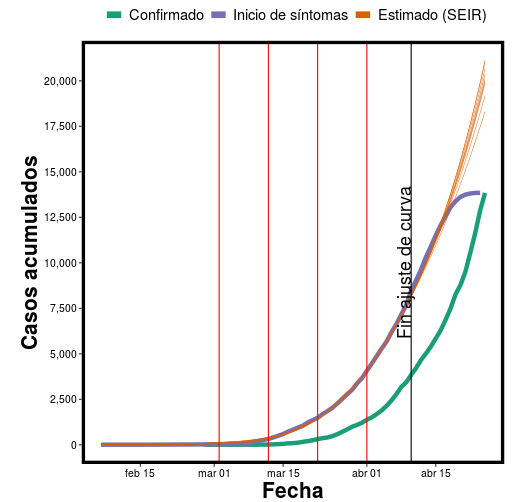 Confirmado Inicio de síntomas Estimado (SEIR)
Casos acumulados
20,000
17,500
15,000
12,500
10,000
7,500
5,000
2,500
0
Fin ajuste de curva
feb 15 mar 01 mar 15 abr 01 abr 15
Fecha